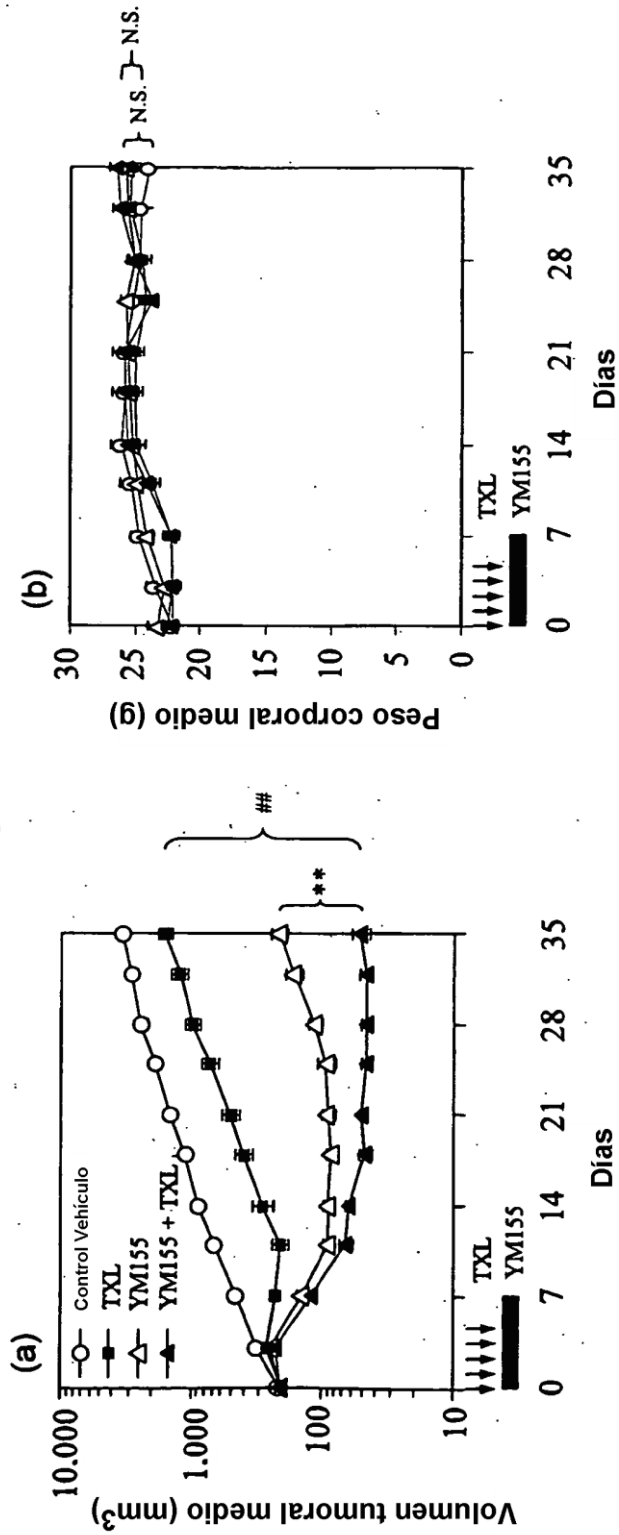 (a)
Volumen tumoral medio (mm³)
10.000
1.000
100
10
Control Vehículo
TXL
YM155
YM155 + TXL
##
**
0
7
14
21
28
35
Días
TXL
YM155
(b)
Peso corporal medio (g)
30
25
20
15
10
5
0
N.S.
N.S.
0
7
14
21
28
35
Días
TXL
YM155